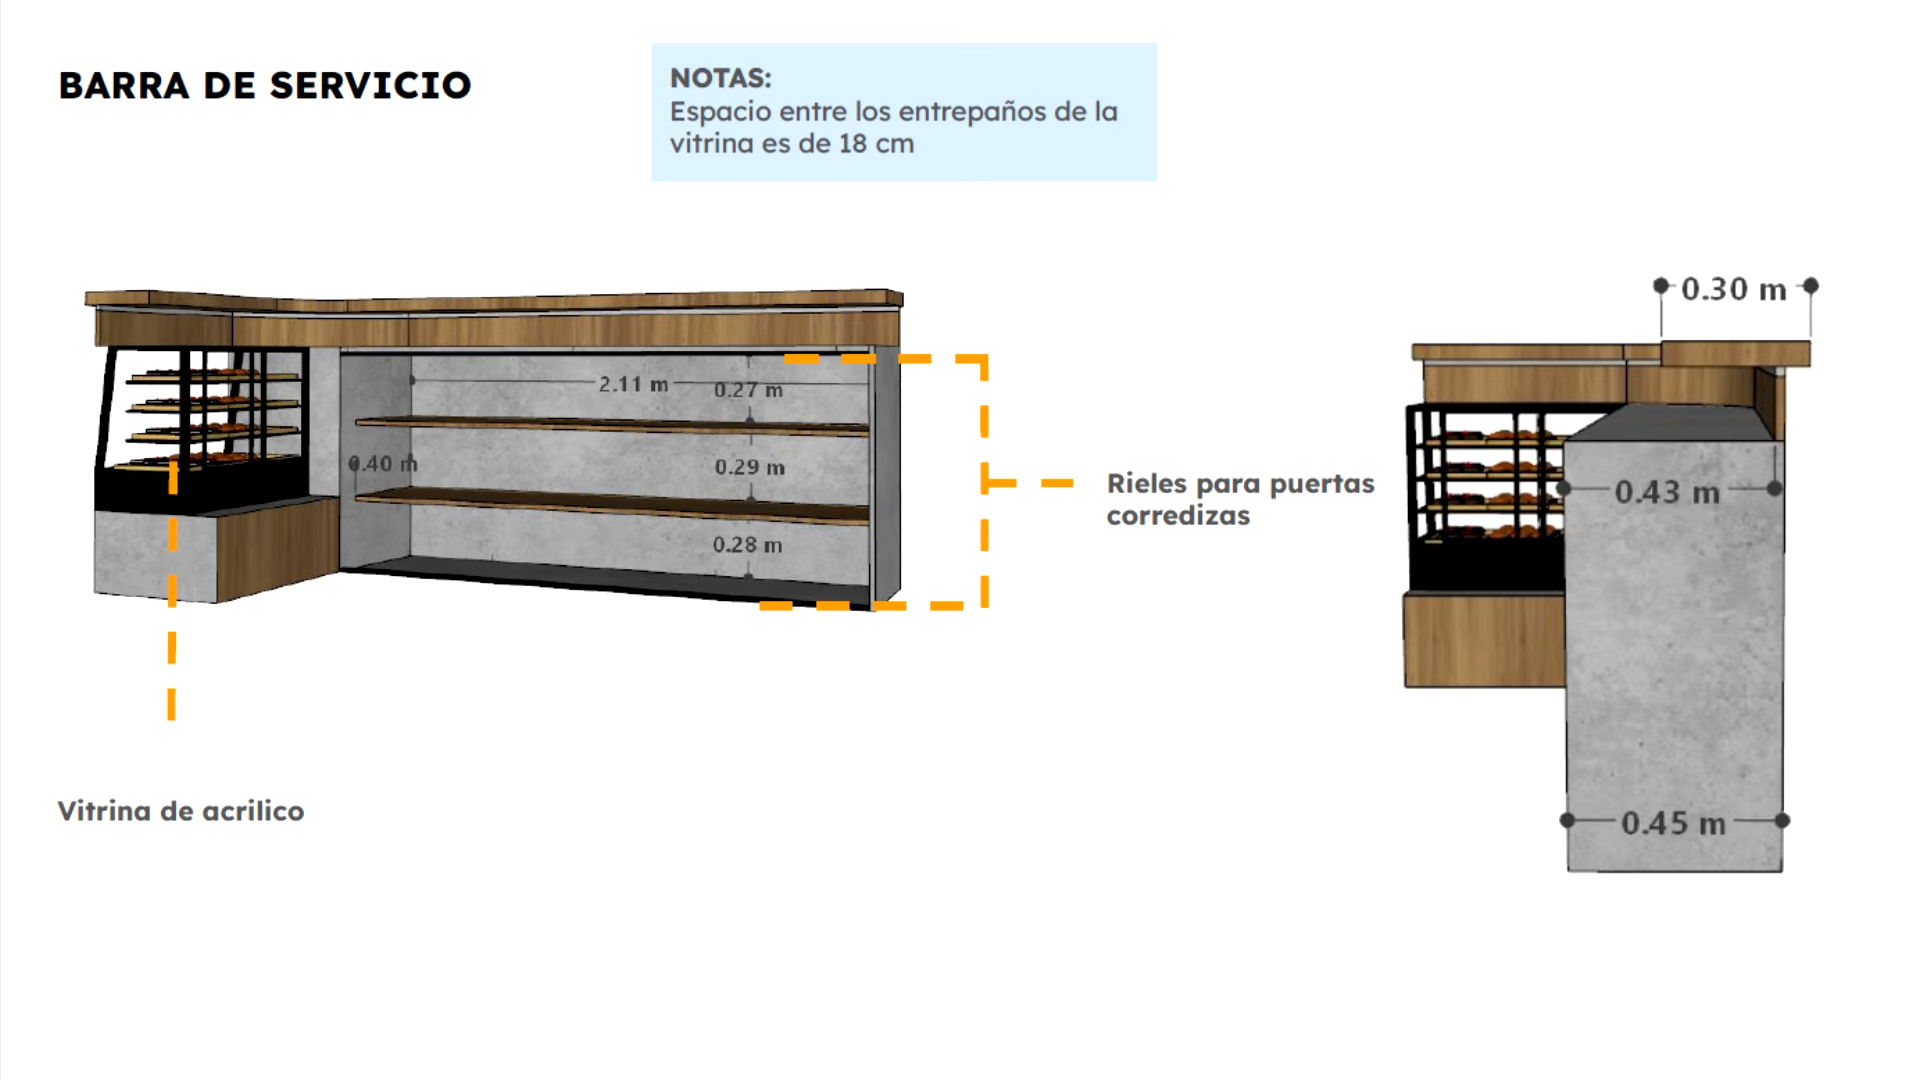 BARRA DE SERVICIO
NOTAS:
Espacio entre los entrepaños de la
vitrina es de 18 cm
2.11 m
0.27 m
0.40 m
0.29 m
0.28 m
Rieles para puertas
corredizas
Vitrina de acrilico
0.30 m
0.43 m
0.45 m